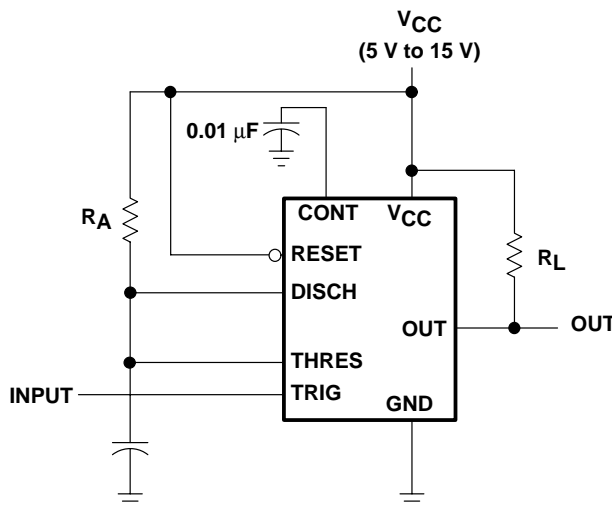 VCC
(5 V to 15 V)
0.01 μF
RA
CONT
VCC
RESET
RL
DISCH
OUT
OUT
THRES
INPUT
TRIG
GND